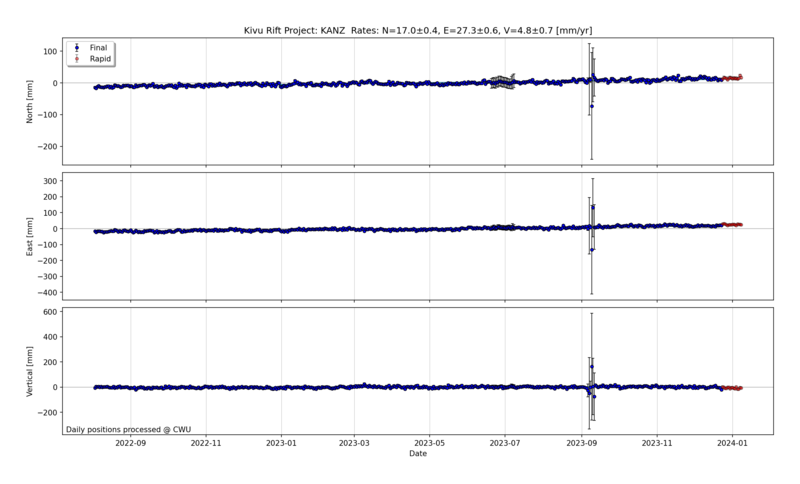 Kivu Rift Project: KANZ  Rates: N=17.0±0.4, E=27.3±0.6, V=4.8±0.7 [mm/yr]
Final
Rapid
North [mm]
100
0
−100
−200
East [mm]
300
200
100
0
−100
−200
−300
−400
Vertical [mm]
600
400
200
0
−200
Daily positions processed @ CWU
2022-09 2022-11 2023-01 2023-03 2023-05 2023-07 2023-09 2023-11 2024-01
Date